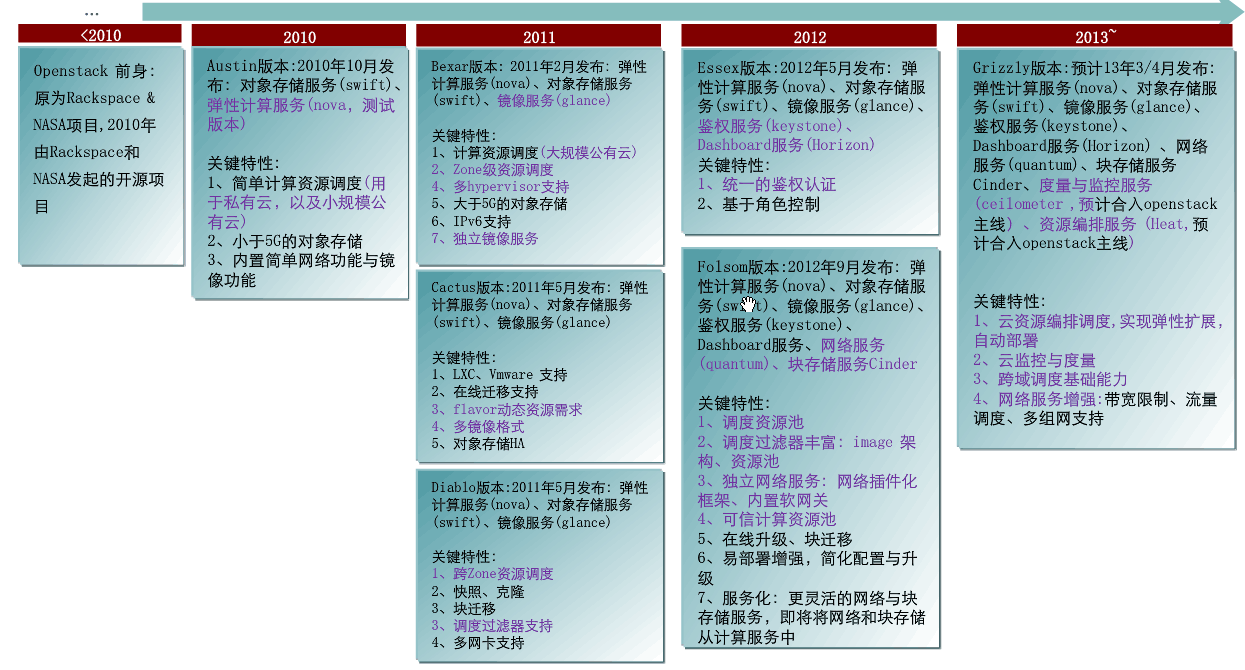 ...
<2010
Openstack 前身:
原为Rackspace &
NASA项目,2010年
由Rackspace和
NASA发起的开源项
目
2010
Austin版本:2010年10月发
布: 对象存储服务(swift)、
弹性计算服务(nova, 测试
版本)
关键特性:
1、简单计算资源调度(用
于私有云, 以及小规模公
有云)
2、小于5G的对象存储
3、内置简单网络功能与镜
像功能
2011
Bexar版本: 2011年2月发布: 弹性
计算服务(nova)、对象存储服务
(swift)、镜像服务(glance)
关键特性:
1、计算资源调度(大规模公有云)
2、Zone级资源调度
4、多hypervisor支持
5、大于5G的对象存储
6、IPv6支持
7、独立镜像服务
Cactus版本:2011年5月发布: 弹性
计算服务(nova)、对象存储服务
(swift)、镜像服务(glance)
关键特性:
1、LXC、Vmware 支持
2、在线迁移支持
3、flavor动态资源需求
4、多镜像格式
5、对象存储HA
Diablo版本:2011年5月发布: 弹性
计算服务(nova)、对象存储服务
(swift)、镜像服务(glance)
关键特性:
1、跨Zone资源调度
2、快照、克隆
3、块迁移
3、调度过滤器支持
4、多网卡支持
2012
Essex版本:2012年5月发布: 弹
性计算服务(nova)、对象存储服
务(swift)、镜像服务(glance)、
鉴权服务(keystone)、
Dashboard服务(Horizon)
关键特性:
1、统一的鉴权认证
2、基于角色控制
Folsom版本:2012年9月发布: 弹
性计算服务(nova)、对象存储服
务(swift)、镜像服务(glance)、
鉴权服务(keystone)、
Dashboard服务、网络服务
(quantum)、块存储服务Cinder
关键特性:
1、调度资源池
2、调度过滤器丰富: image 架
构、资源池
3、独立网络服务: 网络插件化
框架、内置软网关
4、可信计算资源池
5、在线升级、块迁移
6、易部署增强, 简化配置与升
级
7、服务化: 更灵活的网络与块
存储服务, 即将将网络和块存储
从计算服务中
2013~
Grizzly版本:预计13年3/4月发布:
弹性计算服务(nova)、对象存储服
务(swift)、镜像服务(glance)、
鉴权服务(keystone)、
Dashboard服务(Horizon) 、网络
服务(quantum)、块存储服务
Cinder、度量与监控服务
(ceilometer ,预计合入openstack
主线) 、资源编排服务 (Heat,预
计合入openstack主线)
关键特性:
1、云资源编排调度,实现弹性扩展,
自动部署
2、云监控与度量
3、跨域调度基础能力
4、网络服务增强:带宽限制、流量
调度、多组网支持